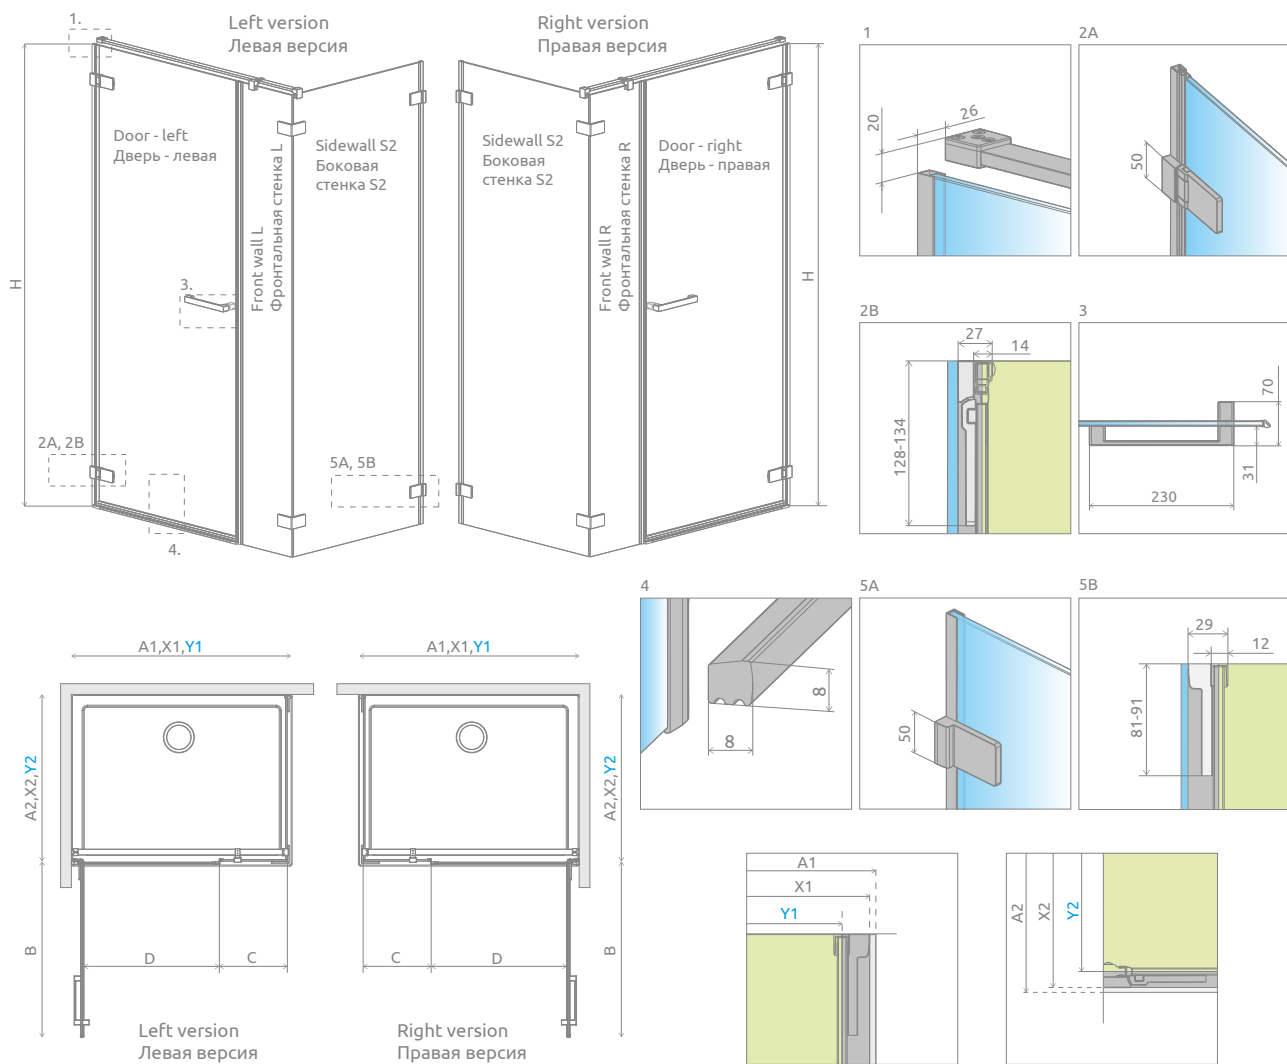 1.
Left version
Левая версия
Right version
Правая версия
Door - left
Дверь - левая
Front wall L
Фронтальная стенка L
Sidewall S2
Боковая
стенка S2
Sidewall S2
Боковая
стенка S2
Front wall R
Фронтальная стенка R
Door - right
Дверь - правая
H
H
3.
2A, 2B
4.
5A, 5B
1
20
26
2A
50
2B
27
14
128-134
3
70
31
230
4
8
8
5A
50
5B
29
12
81-91
A1,X1,Y1
A2,X2,Y2
B
D
C
Left version
Левая версия
A1,X1,Y1
A2,X2,Y2
B
C
D
Right version
Правая версия
A1
X1
Y1
A2
X2
Y2